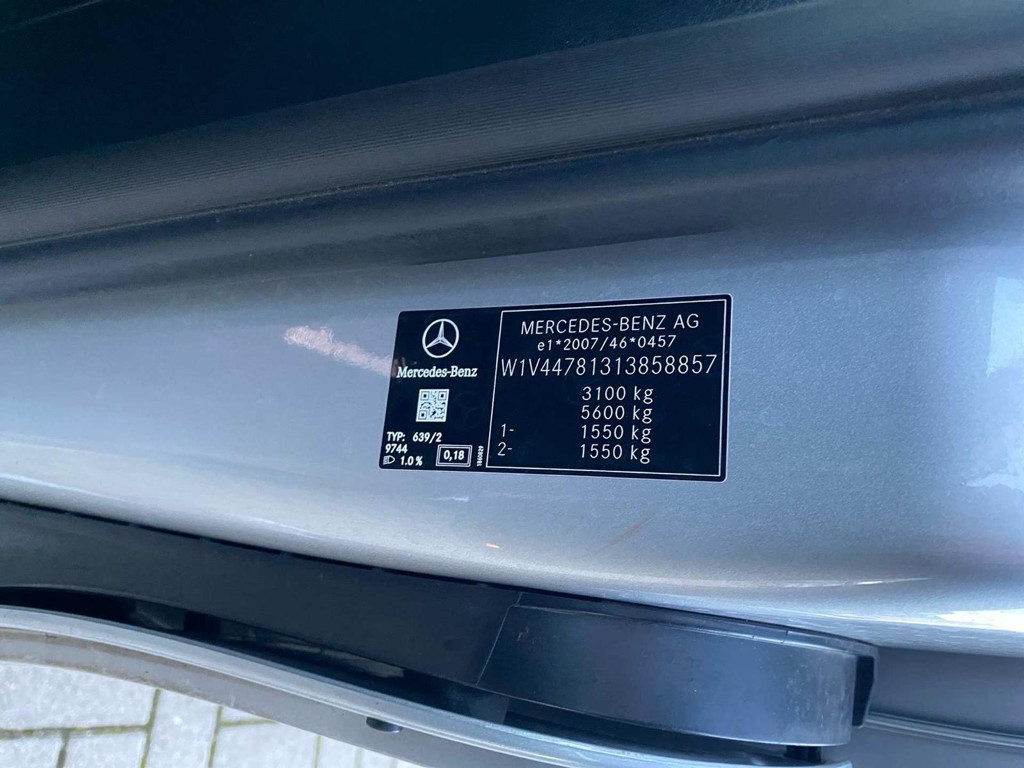 Mercedes-Benz
TYP: 639/2
9744
1.0 %
0,18
MERCEDES-BENZ AG
e1*2007/46*0457
W1V44781313858857
3100 kg
5600 kg
1- 1550 kg
2- 1550 kg